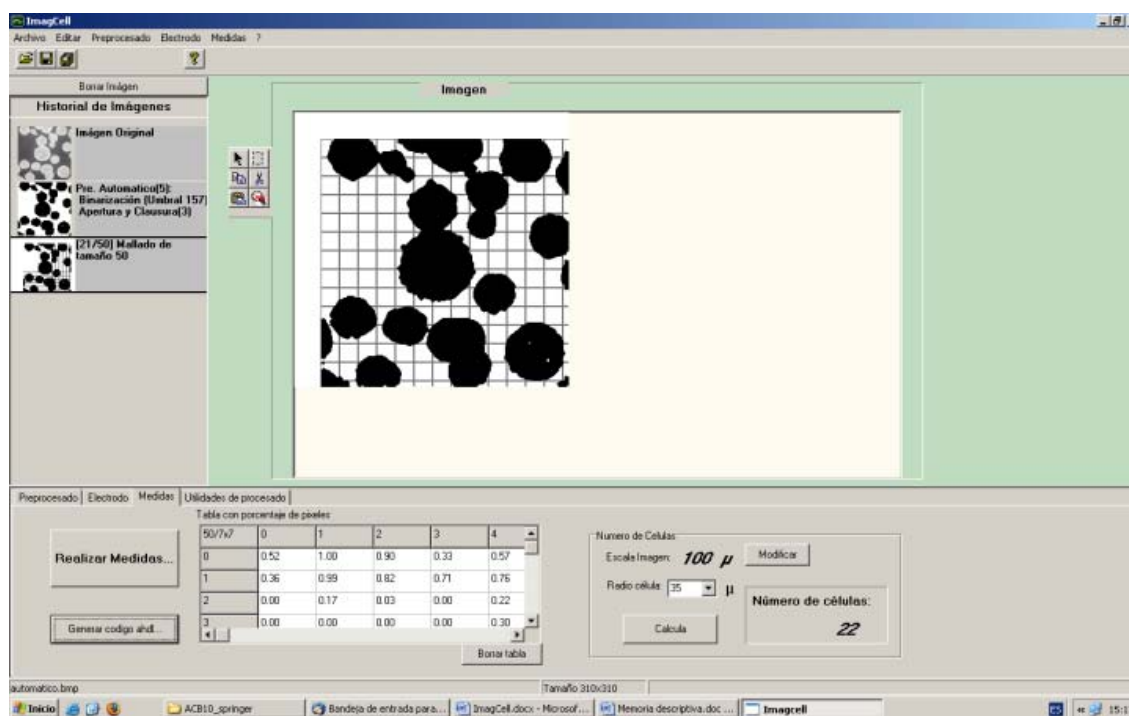 ImagCell
Archivo Editar Preprocesado Electrodo Medidas ?
Borrar Imágen
Historial de Imágenes
Imágen Original
Pre. Automatico(5):
Binarización (Umbral 157)
Apertura y Clausura(3)
[21/50] Mallado de
tamaño 50
Imagen
Preprocesado Electrodo Medidas Utilidades de procesado
Realizar Medidas...
Generar codigo ahdl...
Tabla con porcentaje de pixeles:
50/7x7 0 1 2 3 4
0 0.52 1.00 0.90 0.33 0.57
1 0.36 0.99 0.82 0.71 0.76
2 0.00 0.17 0.03 0.00 0.22
3 0.00 0.00 0.00 0.00 0.30
Borrar tabla
Numero de Celulas
Escala Imagen: 100 µ Modificar
Radio célula: 35 µ
Calcula
Número de células:
22
automatico.bmp Tamaño 310x310
Inicio ACB10_springer Bandeja de entrada para... ImagCell.docx - Microsof... Memoria descriptiva.doc ... Imagcell « 15:1